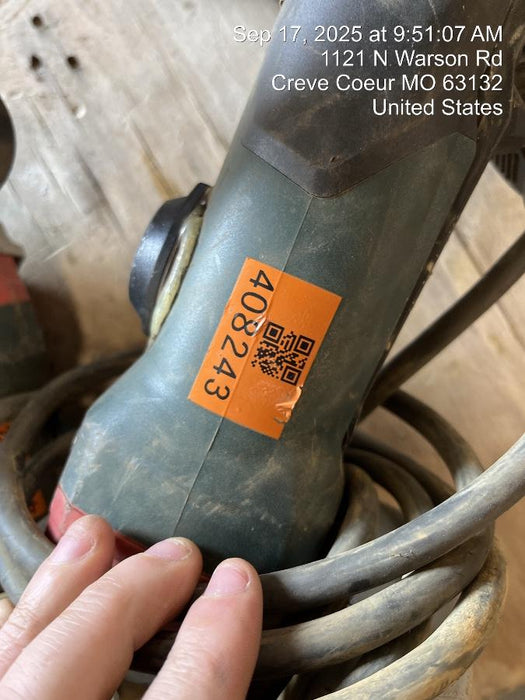 Sep 17, 2025 at 9:51:07 AM
1121 N Warson Rd
Creve Coeur MO 63132
United States
408243